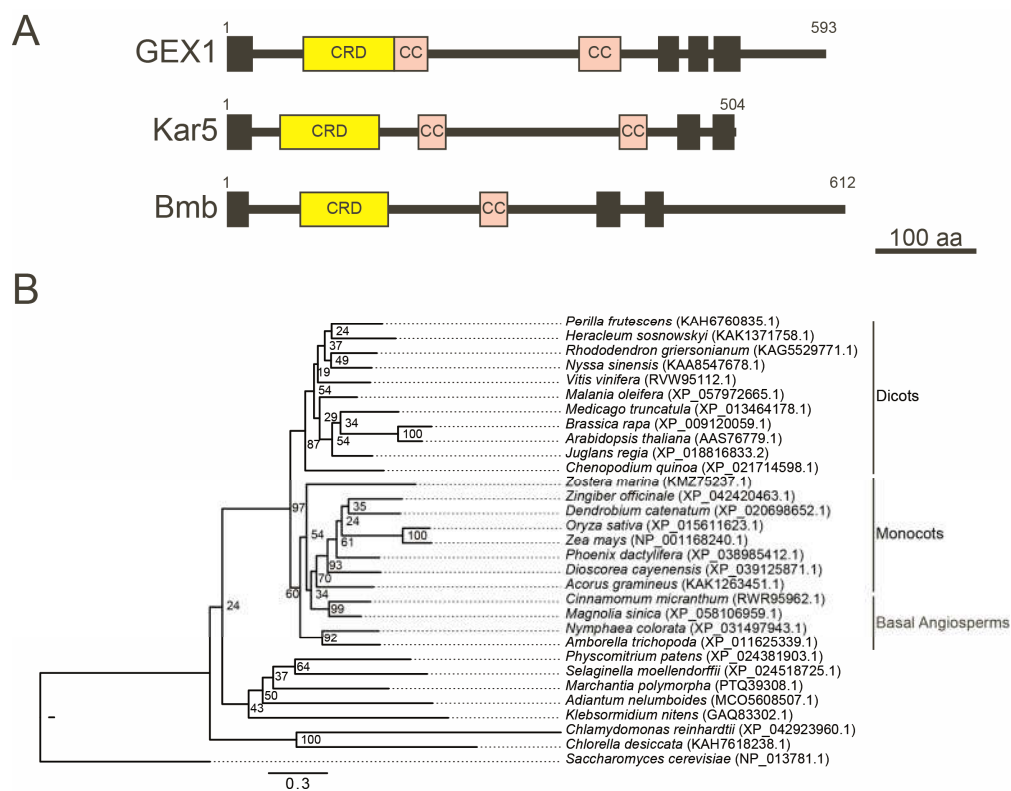 A
1
593
GEX1
CRD
CC
CC
1
504
Kar5
CRD
CC
CC
1
612
Bmb
CRD
CC
100 aa
B
Perilla frutescens (KAH6760835.1)
24
Heracleum sosnowskyi (KAK1371758.1)
37
Rhododendron griersonianum (KAG5529771.1)
49
Nyssa sinensis (KAA8547678.1)
19
Vitis vinifera (RVW95112.1)
54
Malania oleifera (XP_057972665.1)
Dicots
Medicago truncatula (XP_013464178.1)
29
34
Brassica rapa (XP_009120059.1)
100
Arabidopsis thaliana (AAS76779.1)
87
54
Juglans regia (XP_018816833.2)
Chenopodium quinoa (XP_021714598.1)
Zostera marina (KMZ75237.1)
Zingiber officinale (XP_042420463.1)
97
35
Dendrobium catenatum (XP_020698652.1)
24
Oryza sativa (XP_015611623.1)
54
100
Monocots
61
Zea mays (NP_001168240.1)
Phoenix dactylifera (XP_038985412.1)
93
Dioscorea cayenensis (XP_039125871.1)
70
Acorus gramineus (KAK1263451.1)
60
34
Cinnamomum micranthum (RWR95962.1)
24
99
Magnolia sinica (XP_058106959.1)
Basal Angiosperms
Nymphaea colorata (XP_031497943.1)
92
Amborella trichopoda (XP_011625339.1)
Physcomitrium patens (XP_024381903.1)
64
Selaginella moellendorffii (XP_024518725.1)
37
Marchantia polymorpha (PTQ39308.1)
50
Adiantum nelumboides (MCO5608507.1)
43
Klebsormidium nitens (GAQ83302.1)
Chlamydomonas reinhardtii (XP_042923960.1)
100
Chlorella desiccata (KAH7618238.1)
Saccharomyces cerevisiae (NP_013781.1)
0.3